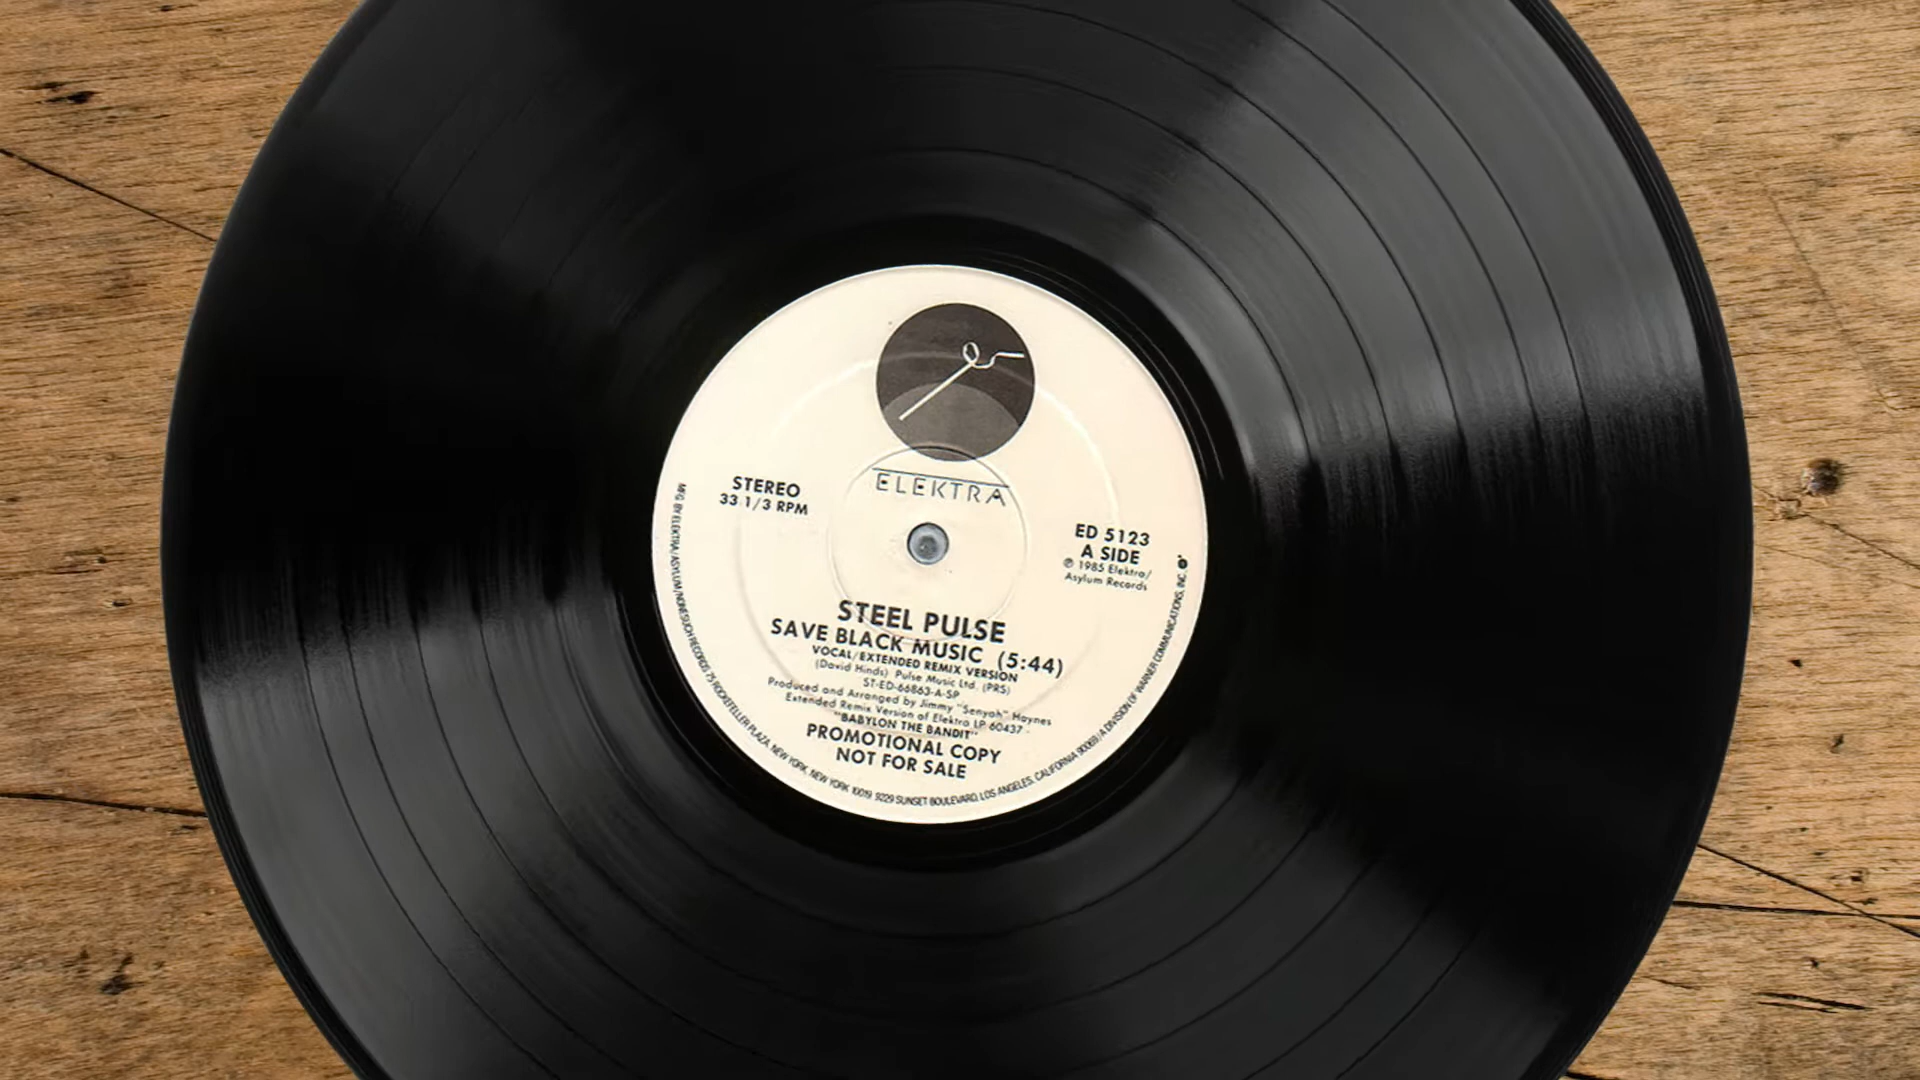 ELEKTRA
STEREO
33 1/3 RPM
ED 5123
A SIDE
℗ 1985 Elektra/
Asylum Records
STEEL PULSE
SAVE BLACK MUSIC (5:44)
VOCAL/EXTENDED REMIX VERSION
(David Hinds) Pulse Music Ltd. (PRS)
ST-ED-66863-A-SP
Produced and Arranged by Jimmy "Senyah" Haynes
Extended Remix Version of Elektra LP 60437
"BABYLON THE BANDIT"
PROMOTIONAL COPY
NOT FOR SALE
MFG. BY ELEKTRA/ASYLUM/NONESUCH RECORDS 75 ROCKEFELLER PLAZA, NEW YORK, NEW YORK 10019 9229 SUNSET BOULEVARD, LOS ANGELES, CALIFORNIA 90069/A DIVISION OF WARNER COMMUNICATIONS, INC.